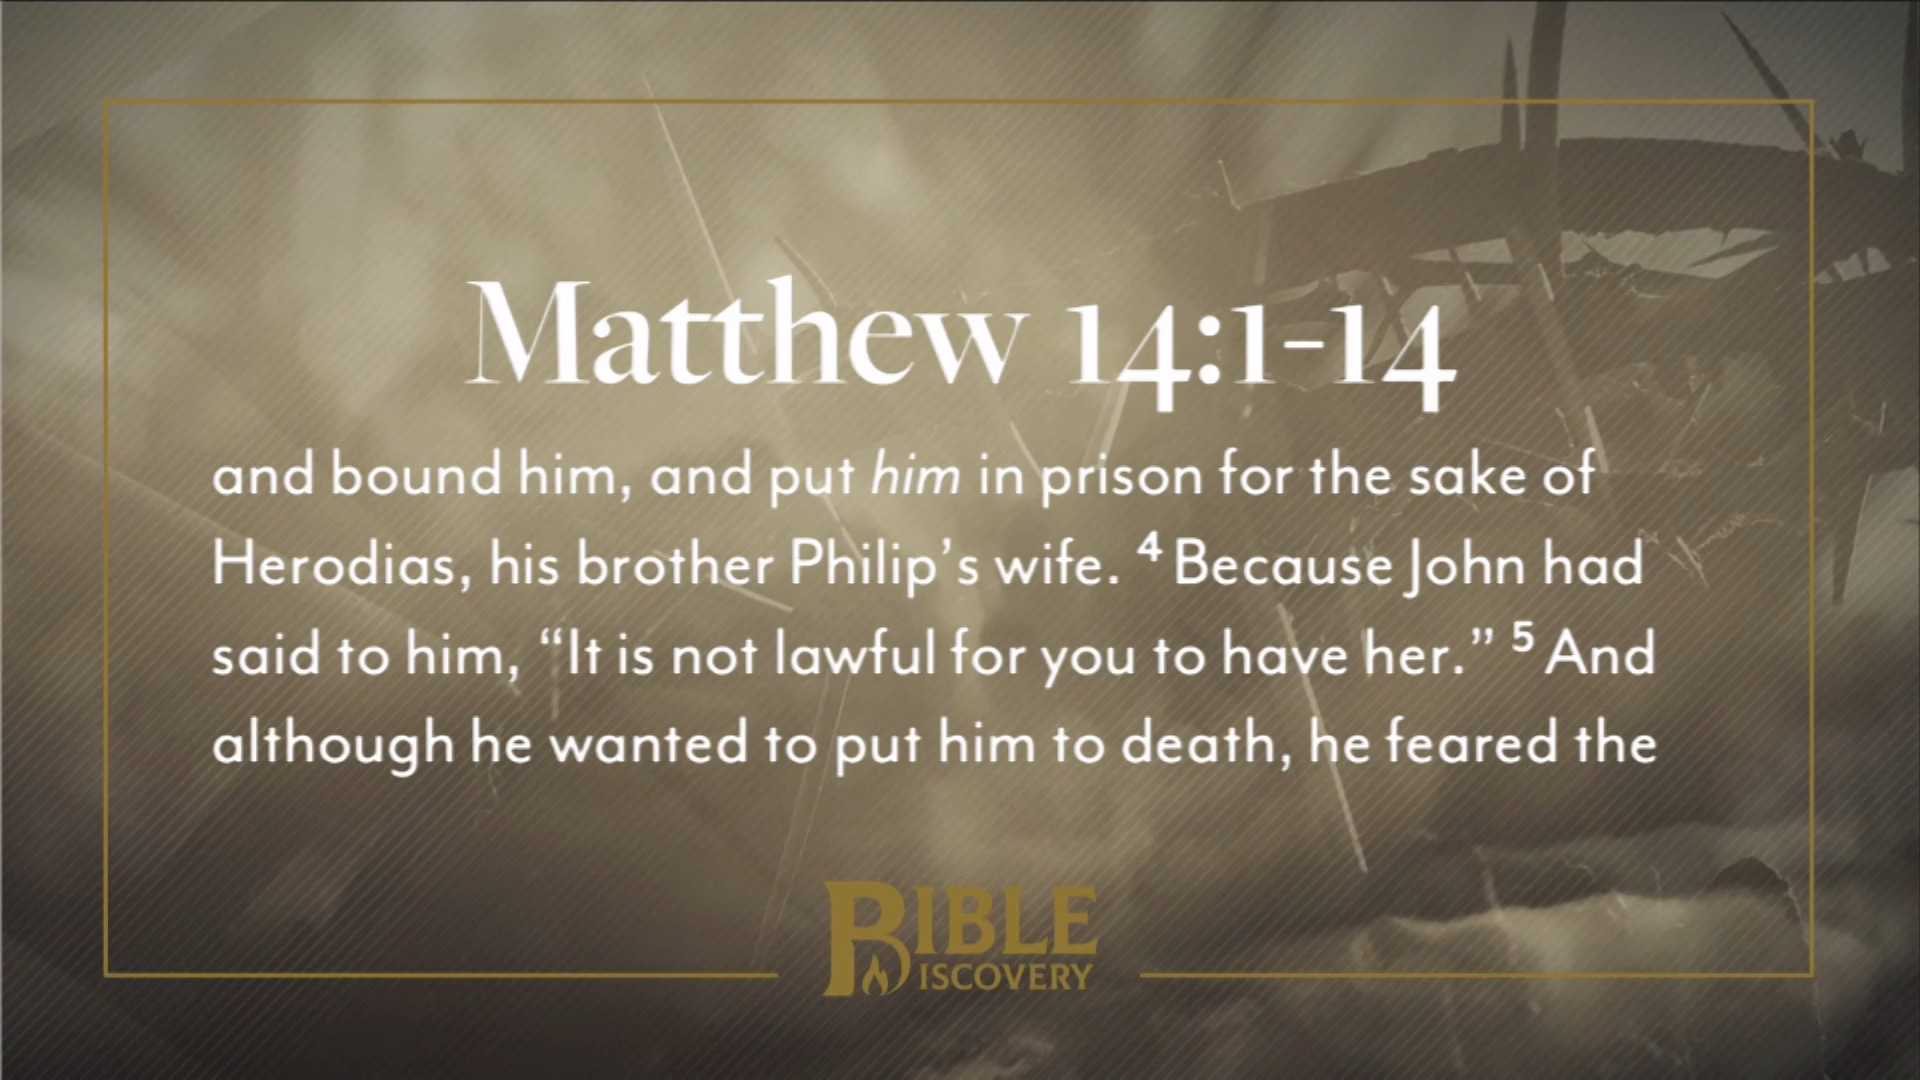 Matthew 14:1-14
and bound him, and put him in prison for the sake of
Herodias, his brother Philip’s wife. ⁴ Because John had
said to him, “It is not lawful for you to have her.” ⁵ And
although he wanted to put him to death, he feared the
BIBLE
DISCOVERY